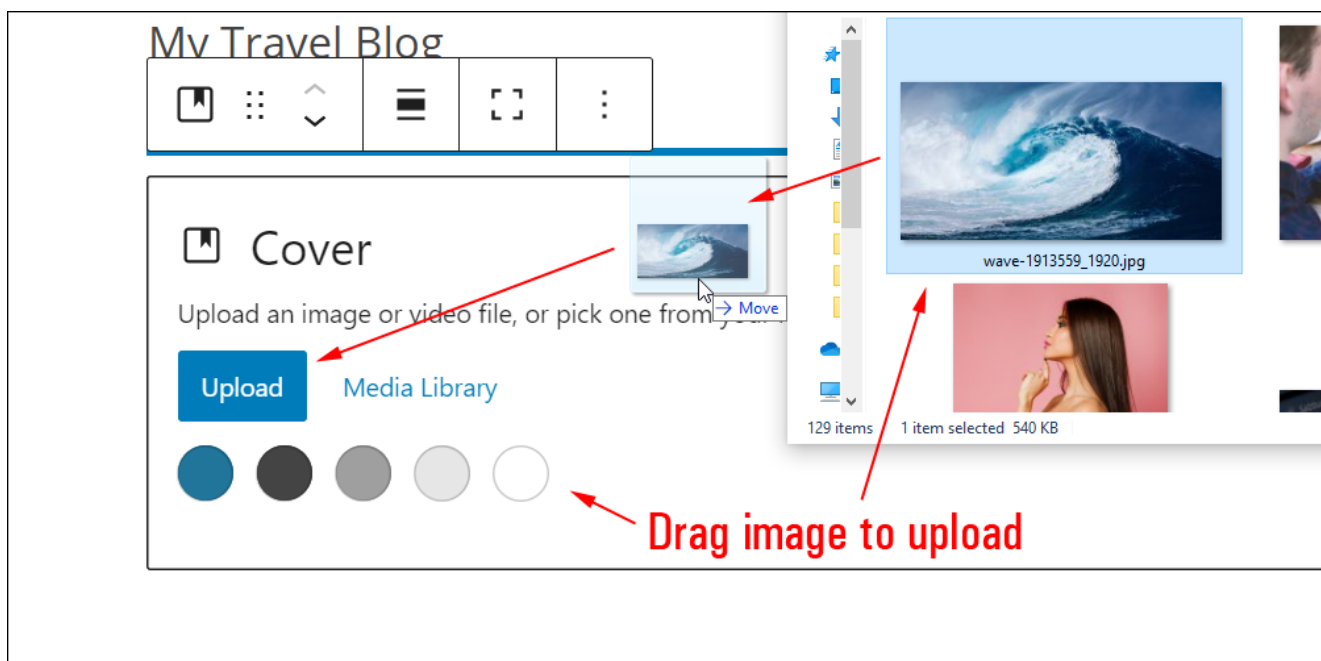 My Travel Blog
Cover
Upload an image or video file, or pick one from your
Move
Upload
Media Library
wave-1913559_1920.jpg
129 items 1 item selected 540 KB
Drag image to upload